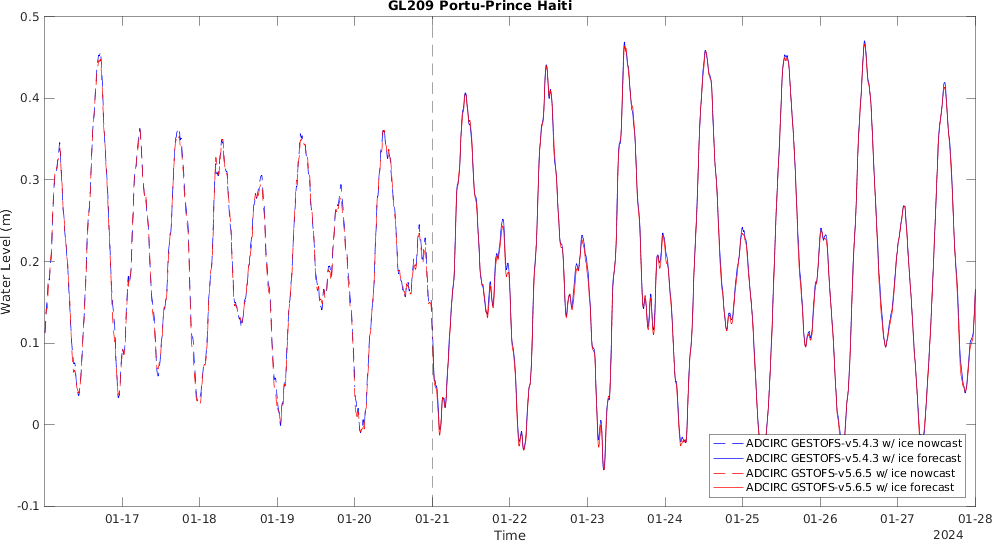 GL209 Portu-Prince Haiti
0.5
0.4
0.3
0.2
0.1
0
-0.1
Water Level (m)
ADCIRC GESTOFS-v5.4.3 w/ ice nowcast
ADCIRC GESTOFS-v5.4.3 w/ ice forecast
ADCIRC GSTOFS-v5.6.5 w/ ice nowcast
ADCIRC GSTOFS-v5.6.5 w/ ice forecast
01-17 01-18 01-19 01-20 01-21 01-22 01-23 01-24 01-25 01-26 01-27 01-28
Time
2024